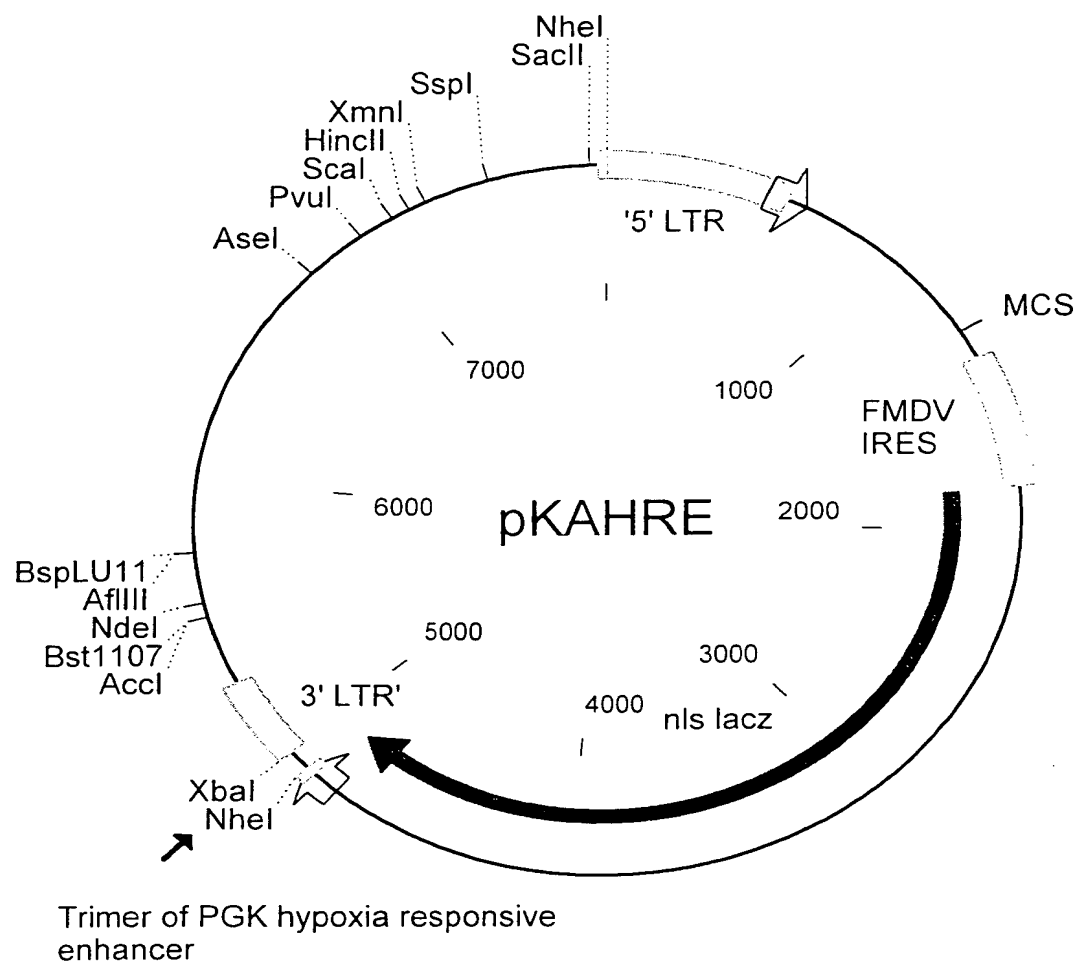 NheI
SacII
SspI
XmnI
HincII
ScaI
PvuI
AseI
'5' LTR
MCS
7000
1000
FMDV
IRES
6000
pKAHRE
2000
BspLU11
AflIII
NdeI
Bst1107
AccI
5000
3000
3' LTR'
4000
nls lacz
XbaI
NheI
Trimer of PGK hypoxia responsive
enhancer